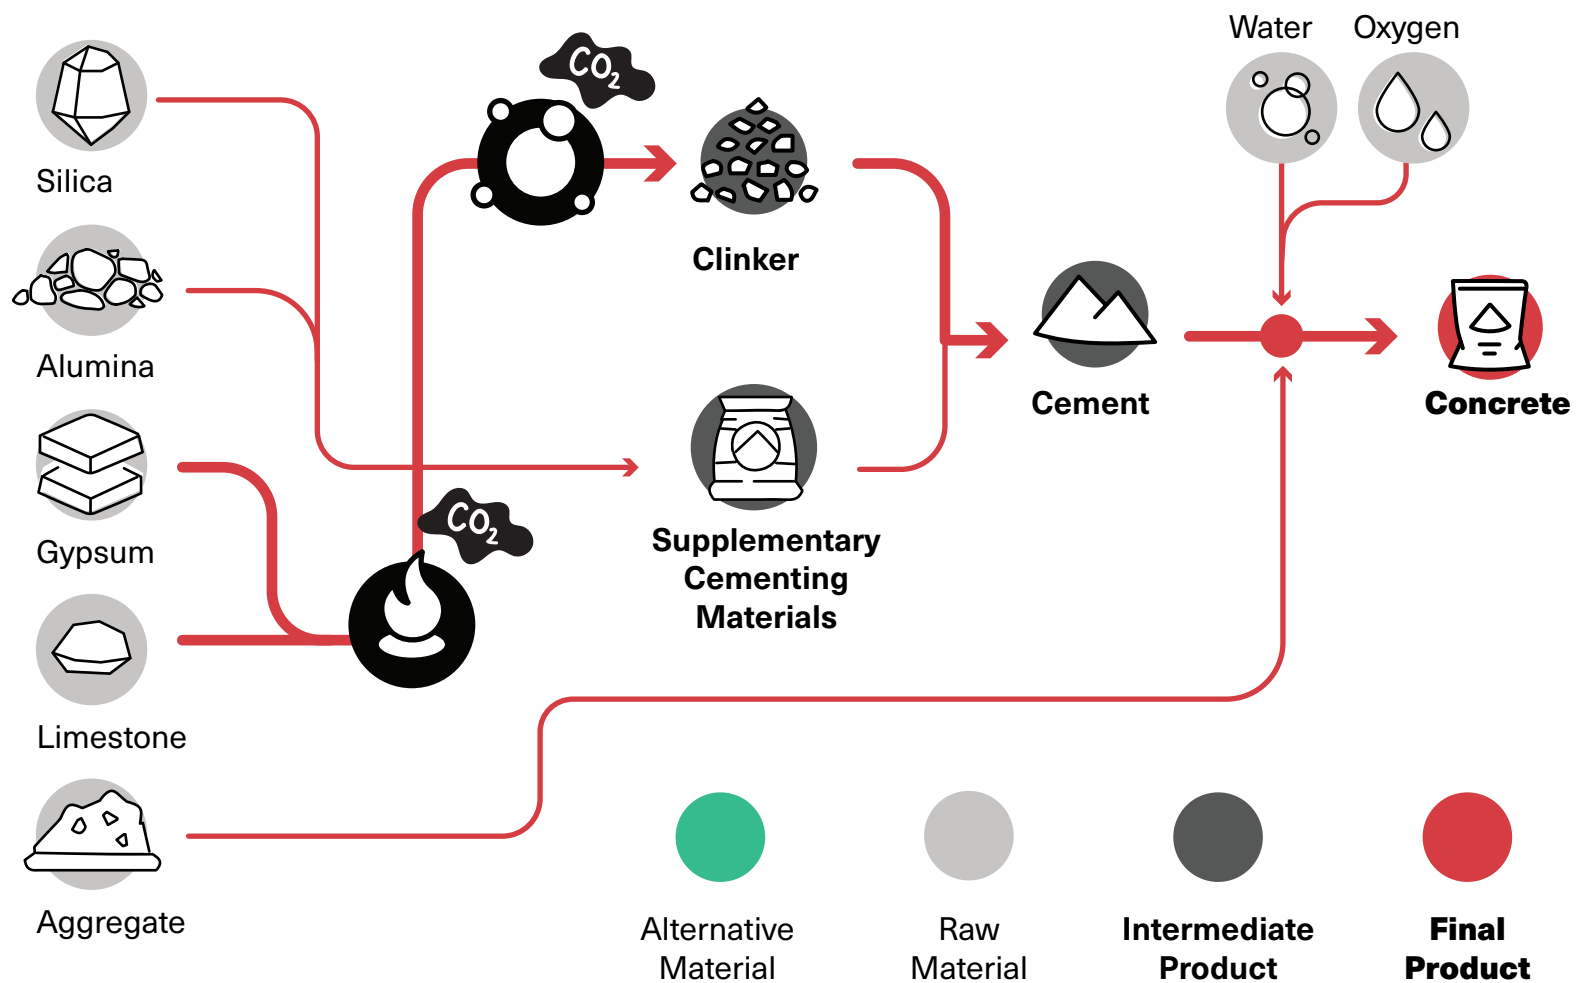 Water
Oxygen
CO2
Silica
Clinker
Alumina
Cement
Concrete
Gypsum
CO2
Supplementary
Cementing
Materials
Limestone
Aggregate
Alternative
Material
Raw
Material
Intermediate
Product
Final
Product